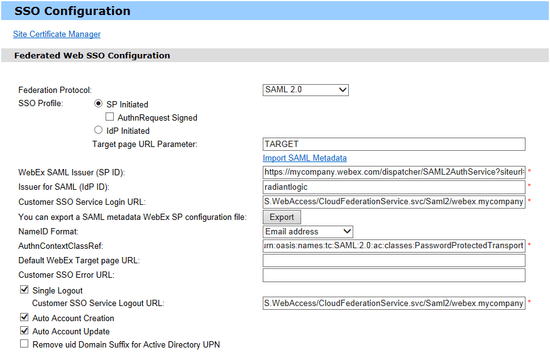 SSO Configuration
Site Certificate Manager
Federated Web SSO Configuration
Federation Protocol: SAML 2.0
SSO Profile: SP Initiated
AuthnRequest Signed
IdP Initiated
Target page URL Parameter: TARGET
Import SAML Metadata
WebEx SAML Issuer (SP ID): https://mycompany.webex.com/dispatcher/SAML2AuthService?siteurl= *
Issuer for SAML (IdP ID): radiantlogic *
Customer SSO Service Login URL: S.WebAccess/CloudFederationService.svc/Saml2/webex.mycompany *
You can export a SAML metadata WebEx SP configuration file: Export
NameID Format: Email address
AuthnContextClassRef: urn:oasis:names:tc:SAML:2.0:ac:classes:PasswordProtectedTransport *
Default WebEx Target page URL:
Customer SSO Error URL:
Single Logout
Customer SSO Service Logout URL: S.WebAccess/CloudFederationService.svc/Saml2/webex.mycompany *
Auto Account Creation
Auto Account Update
Remove uid Domain Suffix for Active Directory UPN